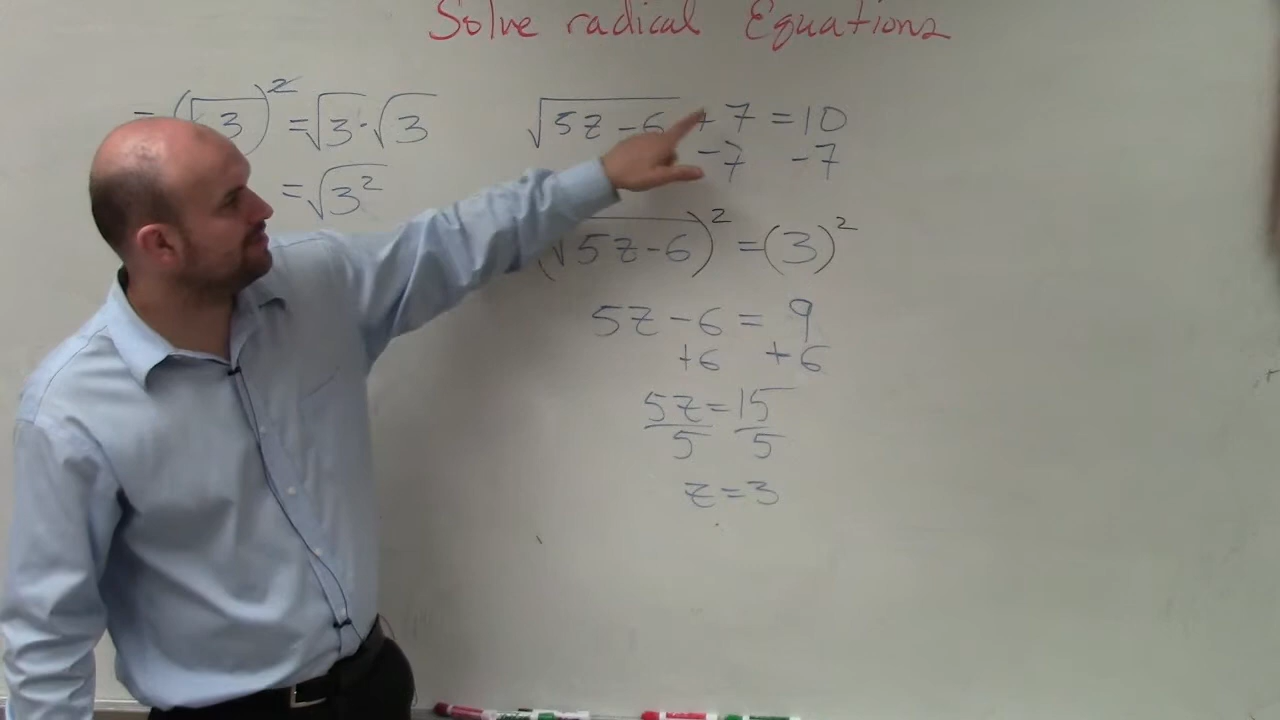 Solve radical Equations
= (√3)² = √3 · √3
= √3²
√5z - 6 + 7 = 10
-7 -7
(√5z - 6)² = (3)²
5z - 6 = 9
+6 +6
5z = 15
5 5
z = 3